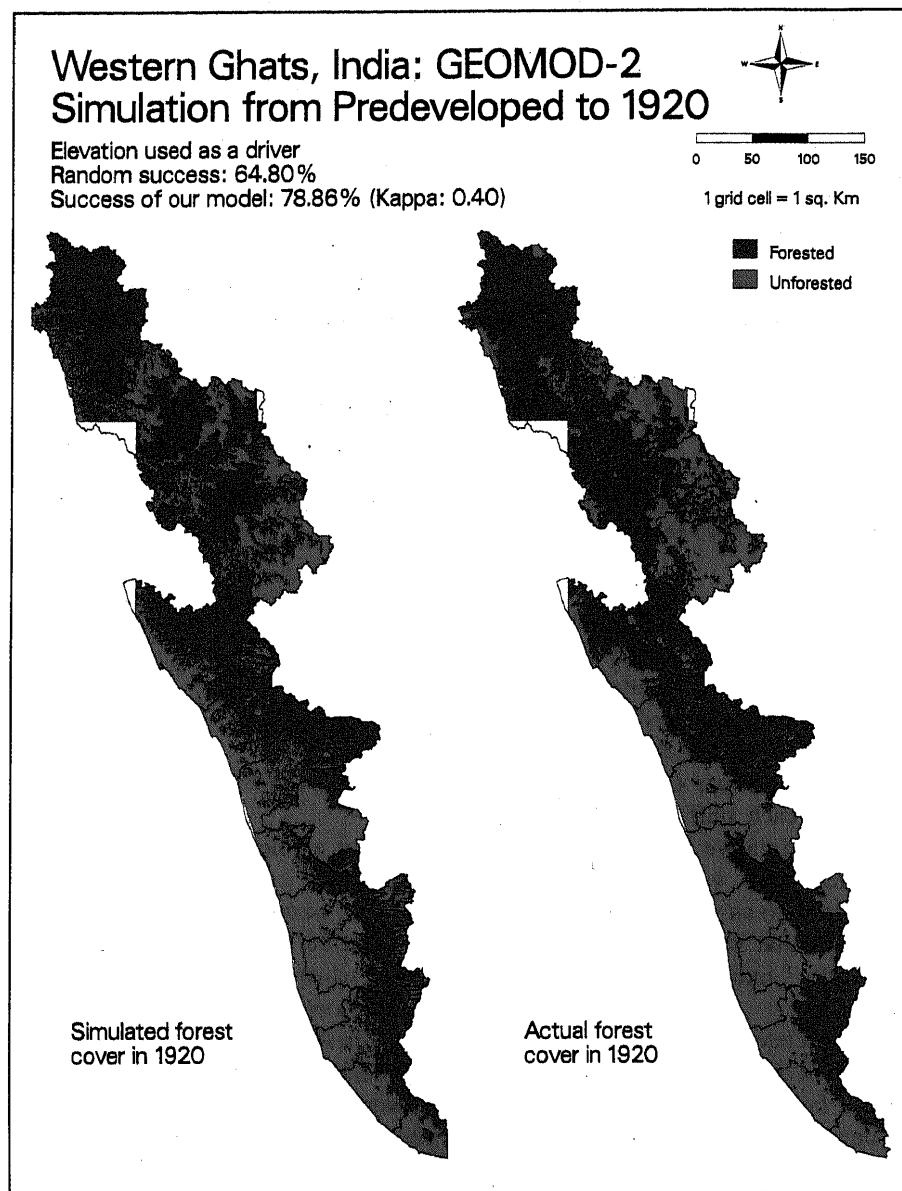 Western Ghats, India: GEOMOD-2
Simulation from Predeveloped to 1920
Elevation used as a driver
Random success: 64.80%
Success of our model: 78.86% (Kappa: 0.40)
N
W E
S
0 50 100 150
1 grid cell = 1 sq. Km
Forested
Unforested
Simulated forest
cover in 1920
Actual forest
cover in 1920